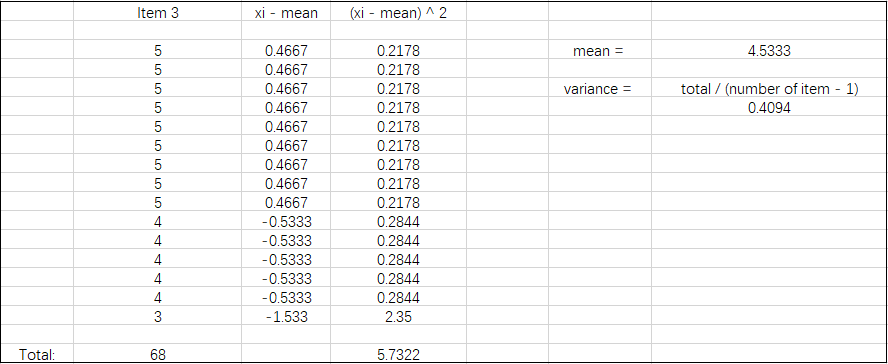 Item 3 xi - mean (xi - mean) ^ 2
5 0.4667 0.2178 mean = 4.5333
5 0.4667 0.2178
5 0.4667 0.2178 variance = total / (number of item - 1)
5 0.4667 0.2178 0.4094
5 0.4667 0.2178
5 0.4667 0.2178
5 0.4667 0.2178
5 0.4667 0.2178
5 0.4667 0.2178
4 -0.5333 0.2844
4 -0.5333 0.2844
4 -0.5333 0.2844
4 -0.5333 0.2844
4 -0.5333 0.2844
3 -1.533 2.35
Total: 68 5.7322